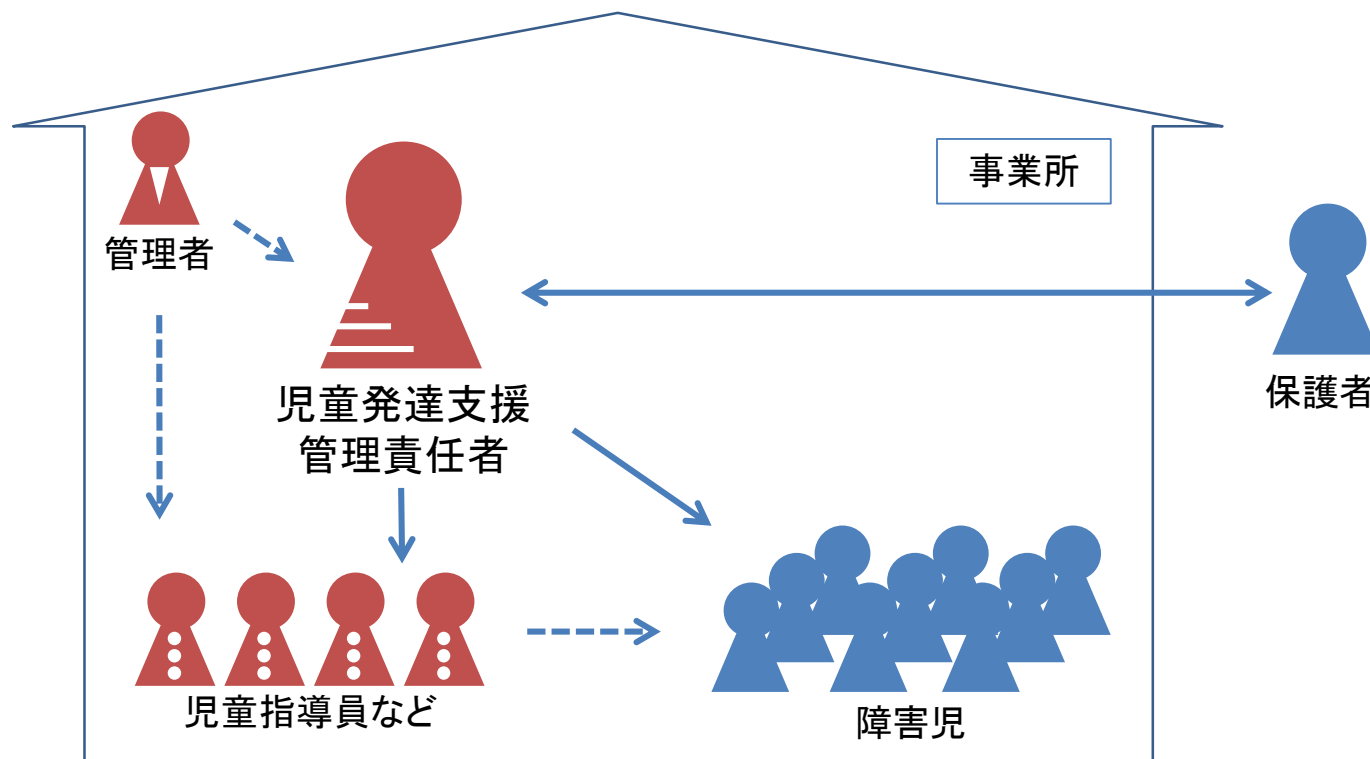 事業所
管理者
児童発達支援
管理責任者
保護者
児童指導員など
障害児